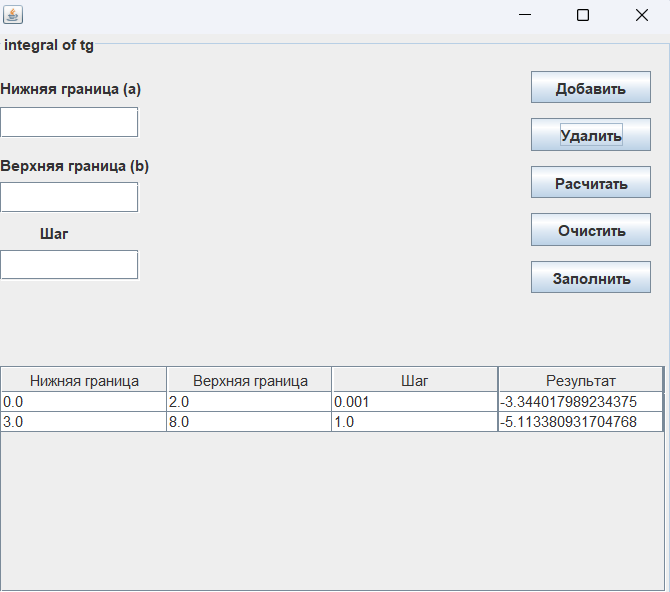 integral of tg
Нижняя граница (a)
Верхняя граница (b)
Шаг
Добавить
Удалить
Расчитать
Очистить
Заполнить
Нижняя граница Верхняя граница Шаг Результат
0.0 2.0 0.001 -3.344017989234375
3.0 8.0 1.0 -5.113380931704768